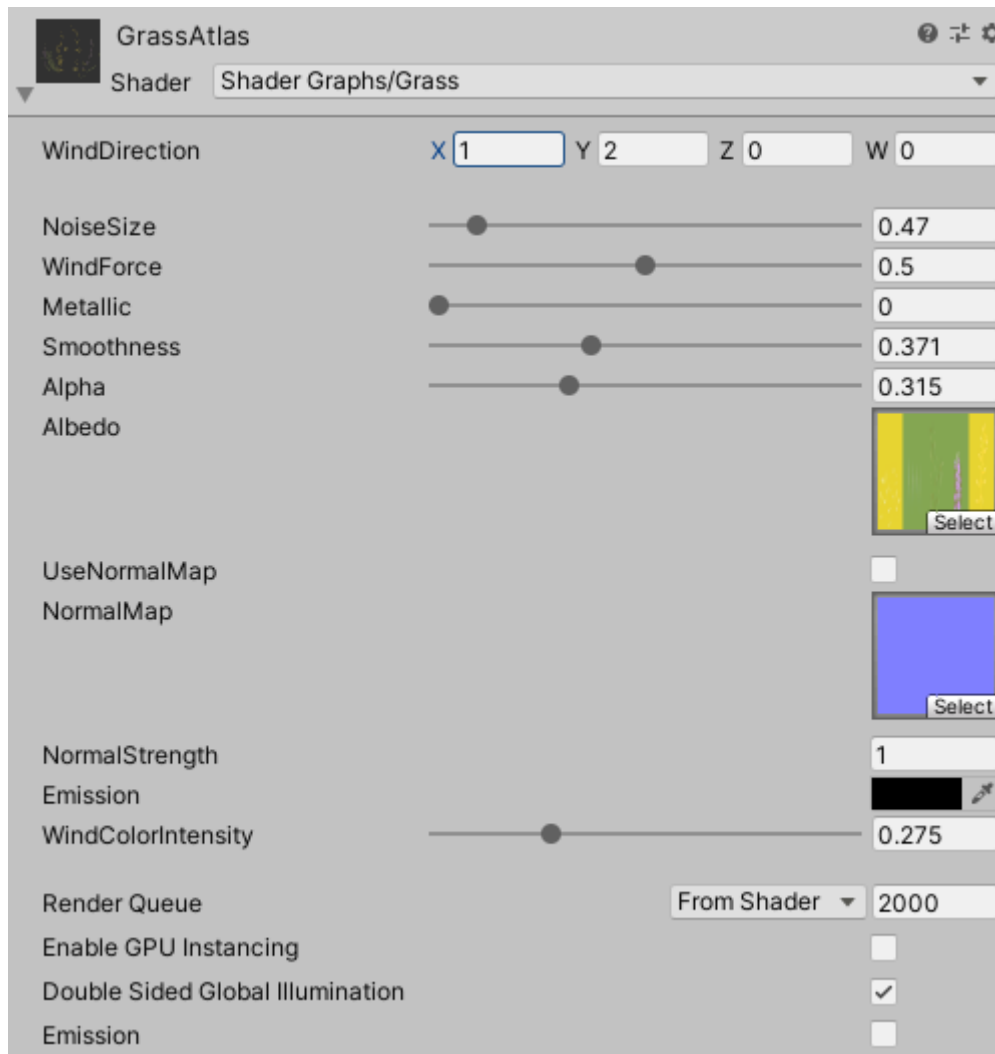 GrassAtlas
Shader Shader Graphs/Grass
WindDirection X 1 Y 2 Z 0 W 0
NoiseSize 0.47
WindForce 0.5
Metallic 0
Smoothness 0.371
Alpha 0.315
Albedo
Select
UseNormalMap
NormalMap
Select
NormalStrength 1
Emission
WindColorIntensity 0.275
Render Queue From Shader 2000
Enable GPU Instancing
Double Sided Global Illumination
Emission